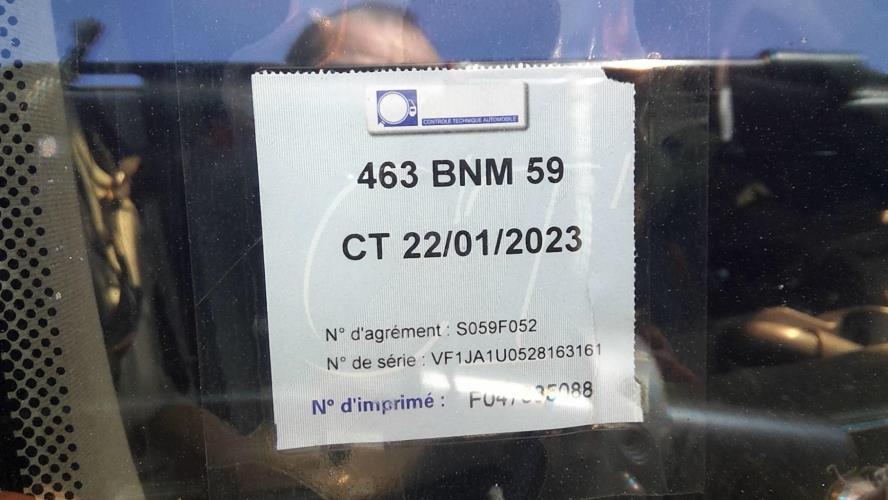 CONTROLE TECHNIQUE AUTOMOBILE
463 BNM 59
CT 22/01/2023
N° d'agrément : S059F052
N° de série : VF1JA1U0528163161
N° d'imprimé :